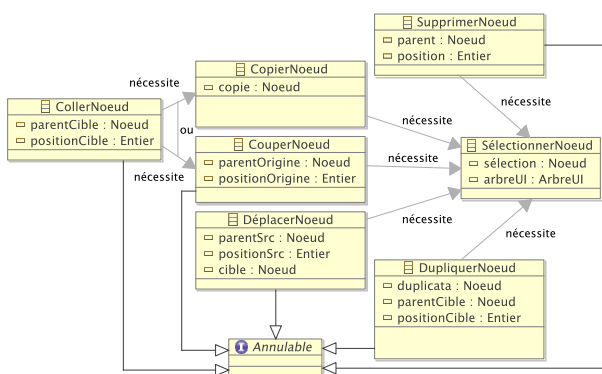 SupprimerNoeud
parent : Noeud
position : Entier
nécessite
CopierNoeud
copie : Noeud
nécessite
CollerNoeud
parentCible : Noeud
positionCible : Entier
nécessite
ou
nécessite
CouperNoeud
parentOrigine : Noeud
positionOrigine : Entier
nécessite
SélectionnerNoeud
sélection : Noeud
arbreUI : ArbreUI
nécessite
DéplacerNoeud
parentSrc : Noeud
positionSrc : Entier
cible : Noeud
nécessite
DupliquerNoeud
duplicata : Noeud
parentCible : Noeud
positionCible : Entier
I Annulable